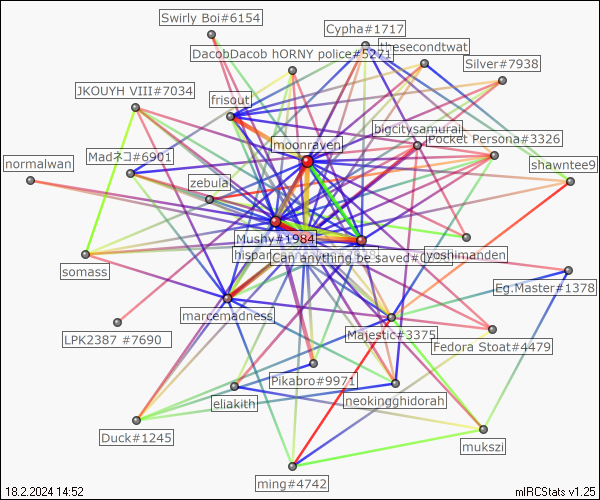 Swirly Boi#6154
Cypha#1717
thesecondtwat
DacobDacob hORNY police#5271
Silver#7938
JKOUYH VIII#7034
frisout
bigcitysamurai
Pocket Persona#3326
moonraven
Madネコ#6901
normalwan
shawntee9
zebula
Mushy#1984
Can anything be saved#
yoshimanden
somass
Eg.Master#1378
marcemadness
LPK2387 #7690
Majestic#3375
Fedora Stoat#4479
Pikabro#9971
neokingghidorah
eliakith
Duck#1245
mukszi
ming#4742
18.2.2024 14:52
mIRCStats v1.25